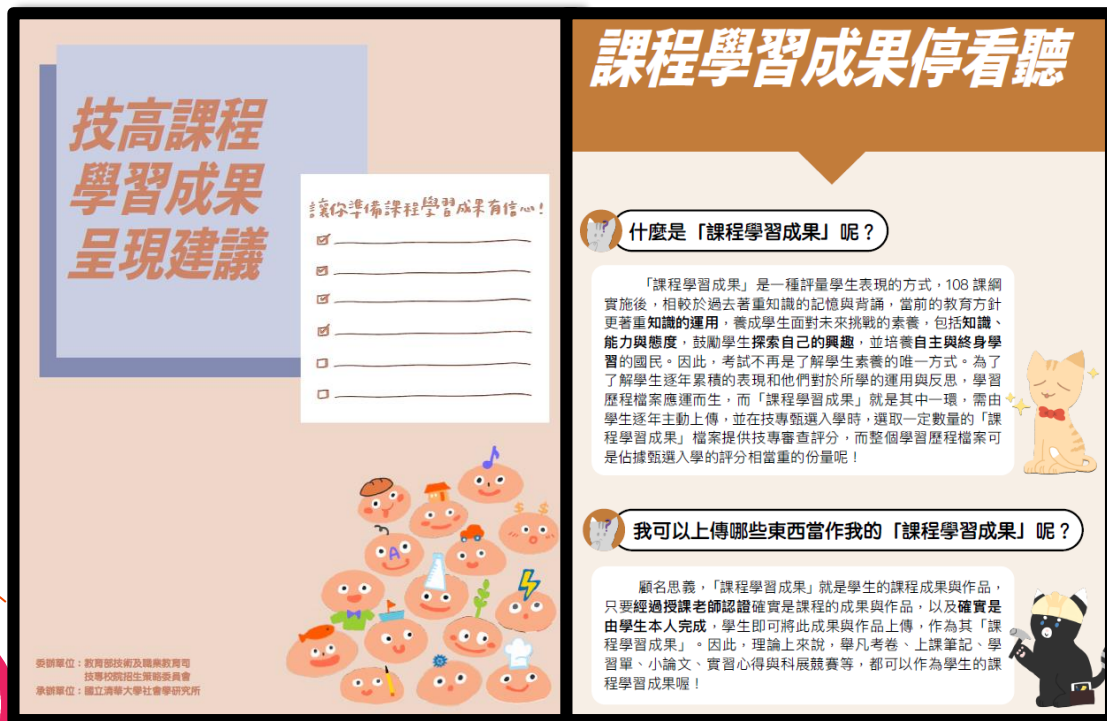 技高課程
學習成果
呈現建議
讓你準備課程學習成果有信心!
委辦單位：教育部技術及職業教育司
技專校院招生策略委員會
承辦單位：國立清華大學社會學研究所
課程學習成果停看聽
什麼是「課程學習成果」呢？
「課程學習成果」是一種評量學生表現的方式，108 課綱
實施後，相較於過去著重知識的記憶與背誦，當前的教育方針
更著重知識的運用，養成學生面對未來挑戰的素養，包括知識、
能力與態度，鼓勵學生探索自己的興趣，並培養自主與終身學
習的國民。因此，考試不再是了解學生素養的唯一方式。為了
了解學生逐年累積的表現和他們對於所學的運用與反思，學習
歷程檔案應運而生，而「課程學習成果」就是其中一環，需由
學生逐年主動上傳，並在技專甄選入學時，選取一定數量的「課
程學習成果」檔案提供技專審查評分，而整個學習歷程檔案可
是佔據甄選入學的評分相當重的份量呢！
我可以上傳哪些東西當作我的「課程學習成果」呢？
顧名思義，「課程學習成果」就是學生的課程成果與作品，
只要經過授課老師認證確實是課程的成果與作品，以及確實是
由學生本人完成，學生即可將此成果與作品上傳，作為其「課
程學習成果」。因此，理論上來說，舉凡考卷、上課筆記、學
習單、小論文、實習心得與科展競賽等，都可以作為學生的課
程學習成果喔！